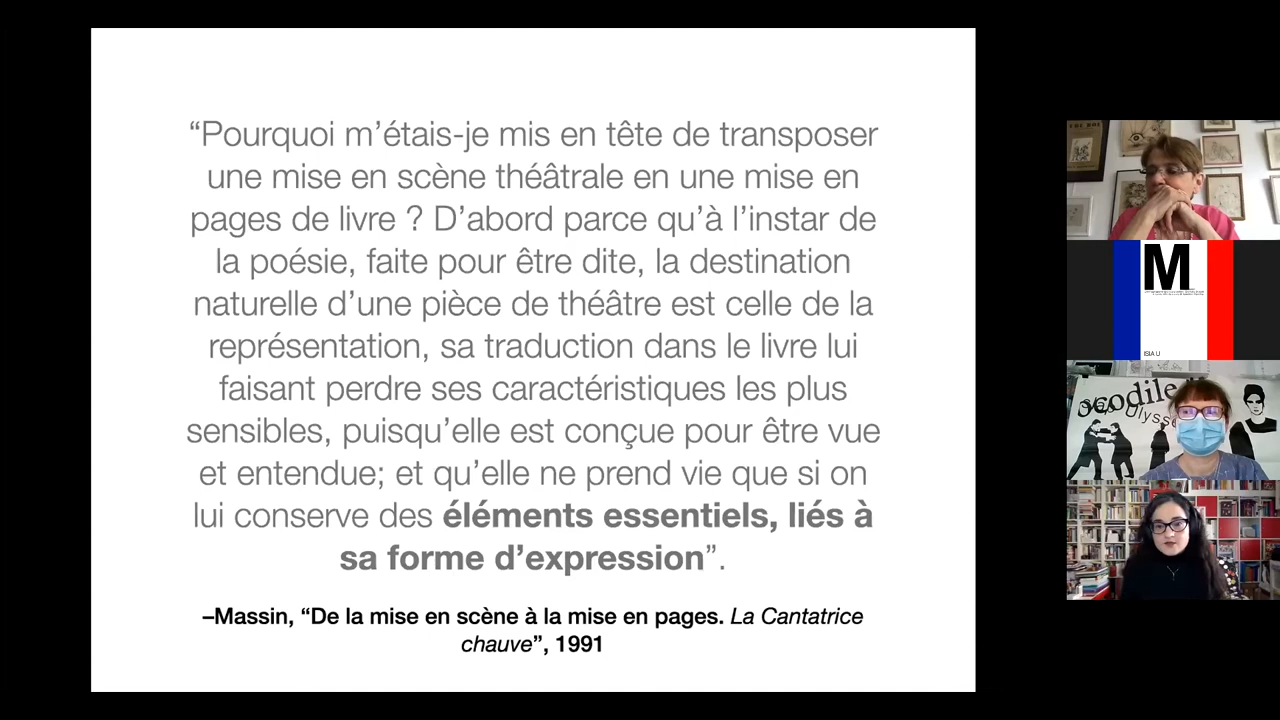 “Pourquoi m’étais-je mis en tête de transposer
une mise en scène théâtrale en une mise en
pages de livre ? D’abord parce qu’à l’instar de
la poésie, faite pour être dite, la destination
naturelle d’une pièce de théâtre est celle de la
représentation, sa traduction dans le livre lui
faisant perdre ses caractéristiques les plus
sensibles, puisqu’elle est conçue pour être vue
et entendue; et qu’elle ne prend vie que si on
lui conserve des éléments essentiels, liés à
sa forme d’expression”.
–Massin, “De la mise en scène à la mise en pages. La Cantatrice
chauve”, 1991
M
ISIA U
ocodile
Ulysse